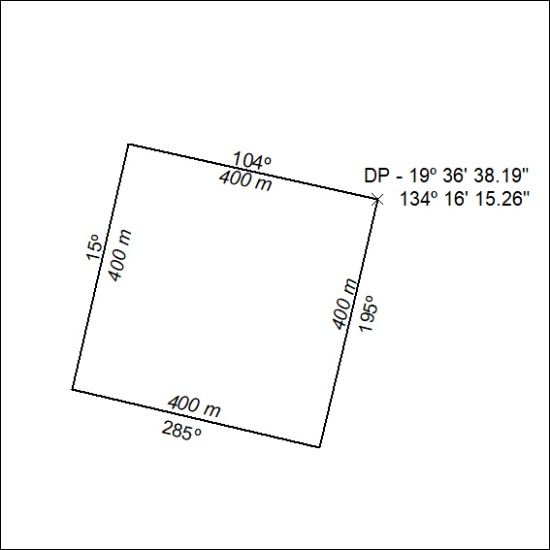 104º
400 m
DP - 19º 36' 38.19"
134º 16' 15.26"
15º
400 m
400 m
195º
400 m
285º